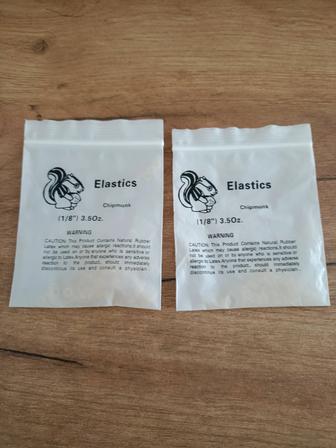 Elastics
Chipmunk
(1/8") 3.5Oz.
WARNING
CAUTION: This Product Contains Natural Rubber
Latex which may cause allergic reactions.It should
not be used on or by anyone who is sensitive or
allergic to Latex.Anyone that experiences any adverse
reaction to the product, should immediately
discontinous its use and consult a physician.
Elastics
Chipmunk
(1/8") 3.5Oz.
WARNING
CAUTION: This Product Contains Natural Rubber
Latex which may cause allergic reactions.It should
not be used on or by anyone who is sensitive or
allergic to Latex.Anyone that experiences any adverse
reaction to the product, should immediately
discontinous its use and consult a physician.